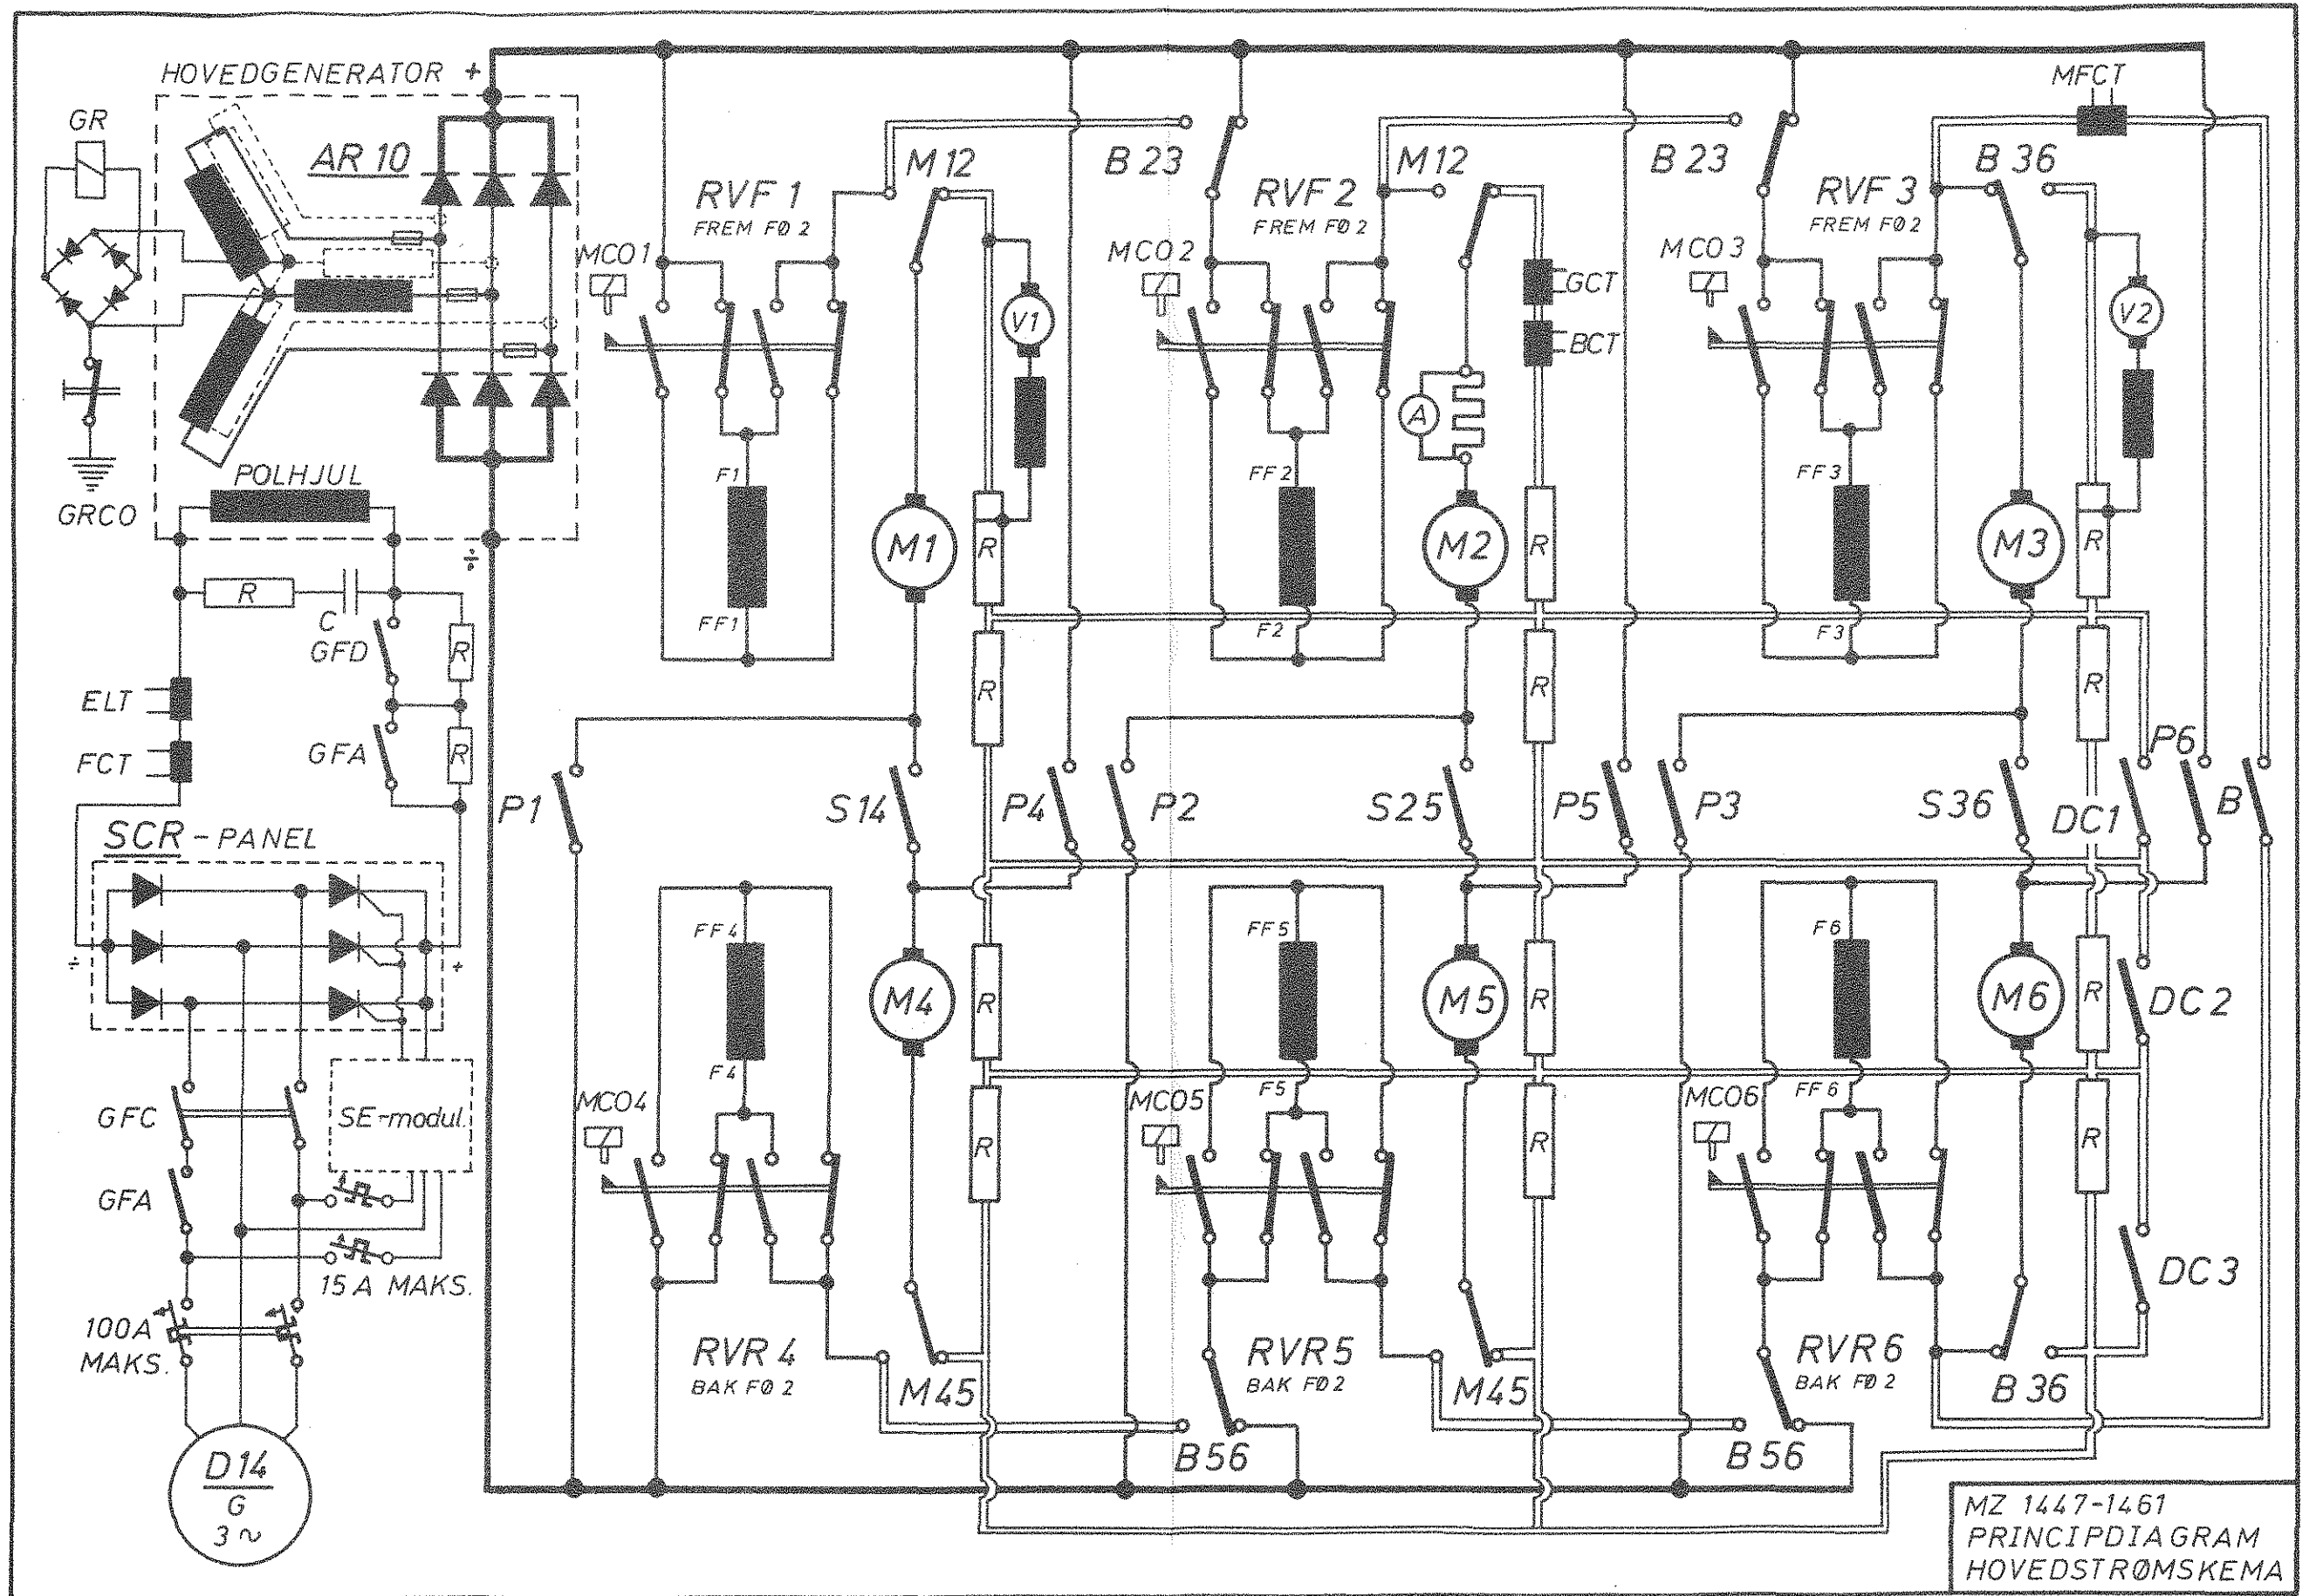 HOVEDGENERATOR +
GR
AR 10
GRCO
POLHJUL
÷
R
C
GFD
R
ELT
FCT
GFA
R
SCR - PANEL
÷
+
SE-modul.
GFC
GFA
15 A MAKS.
100A
MAKS.
D14
G
3 ~
RVF 1
FREM FØ 2
MCO1
M12
B 23
V1
F1
FF1
M1
R
R
P1
S14
P4
FF4
F4
M4
R
R
MCO4
RVR 4
BAK FØ 2
M45
RVF 2
FREM FØ 2
MCO2
M12
B 23
GCT
BCT
A
FF2
F2
M2
R
R
P2
S25
P5
FF5
F5
M5
R
R
MCO5
RVR 5
BAK FØ 2
B 56
M45
RVF 3
FREM FØ 2
MCO3
B 36
MFCT
V2
FF3
F3
M3
R
R
P3
S36
DC1
P6
B
F6
FF6
M6
R
R
DC2
DC3
MCO6
RVR 6
BAK FØ 2
B 56
B 36
MZ 1447-1461
PRINCIPDIAGRAM
HOVEDSTRØMSKEMA